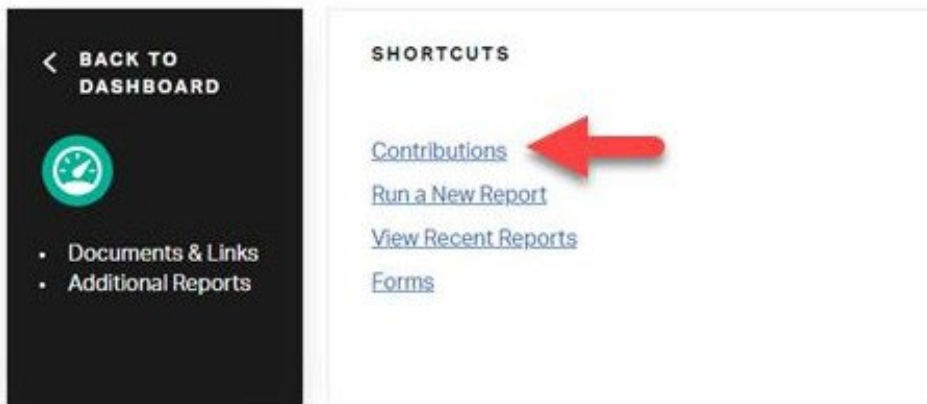 BACK TO
DASHBOARD
• Documents & Links
• Additional Reports
SHORTCUTS
Contributions
Run a New Report
View Recent Reports
Forms